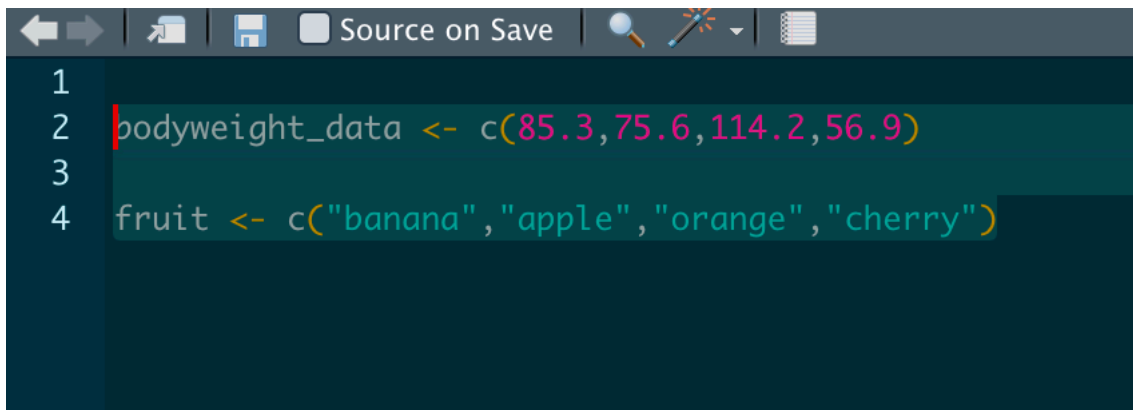 Source on Save
1
2 bodyweight_data <- c(85.3,75.6,114.2,56.9)
3
4 fruit <- c("banana","apple","orange","cherry")